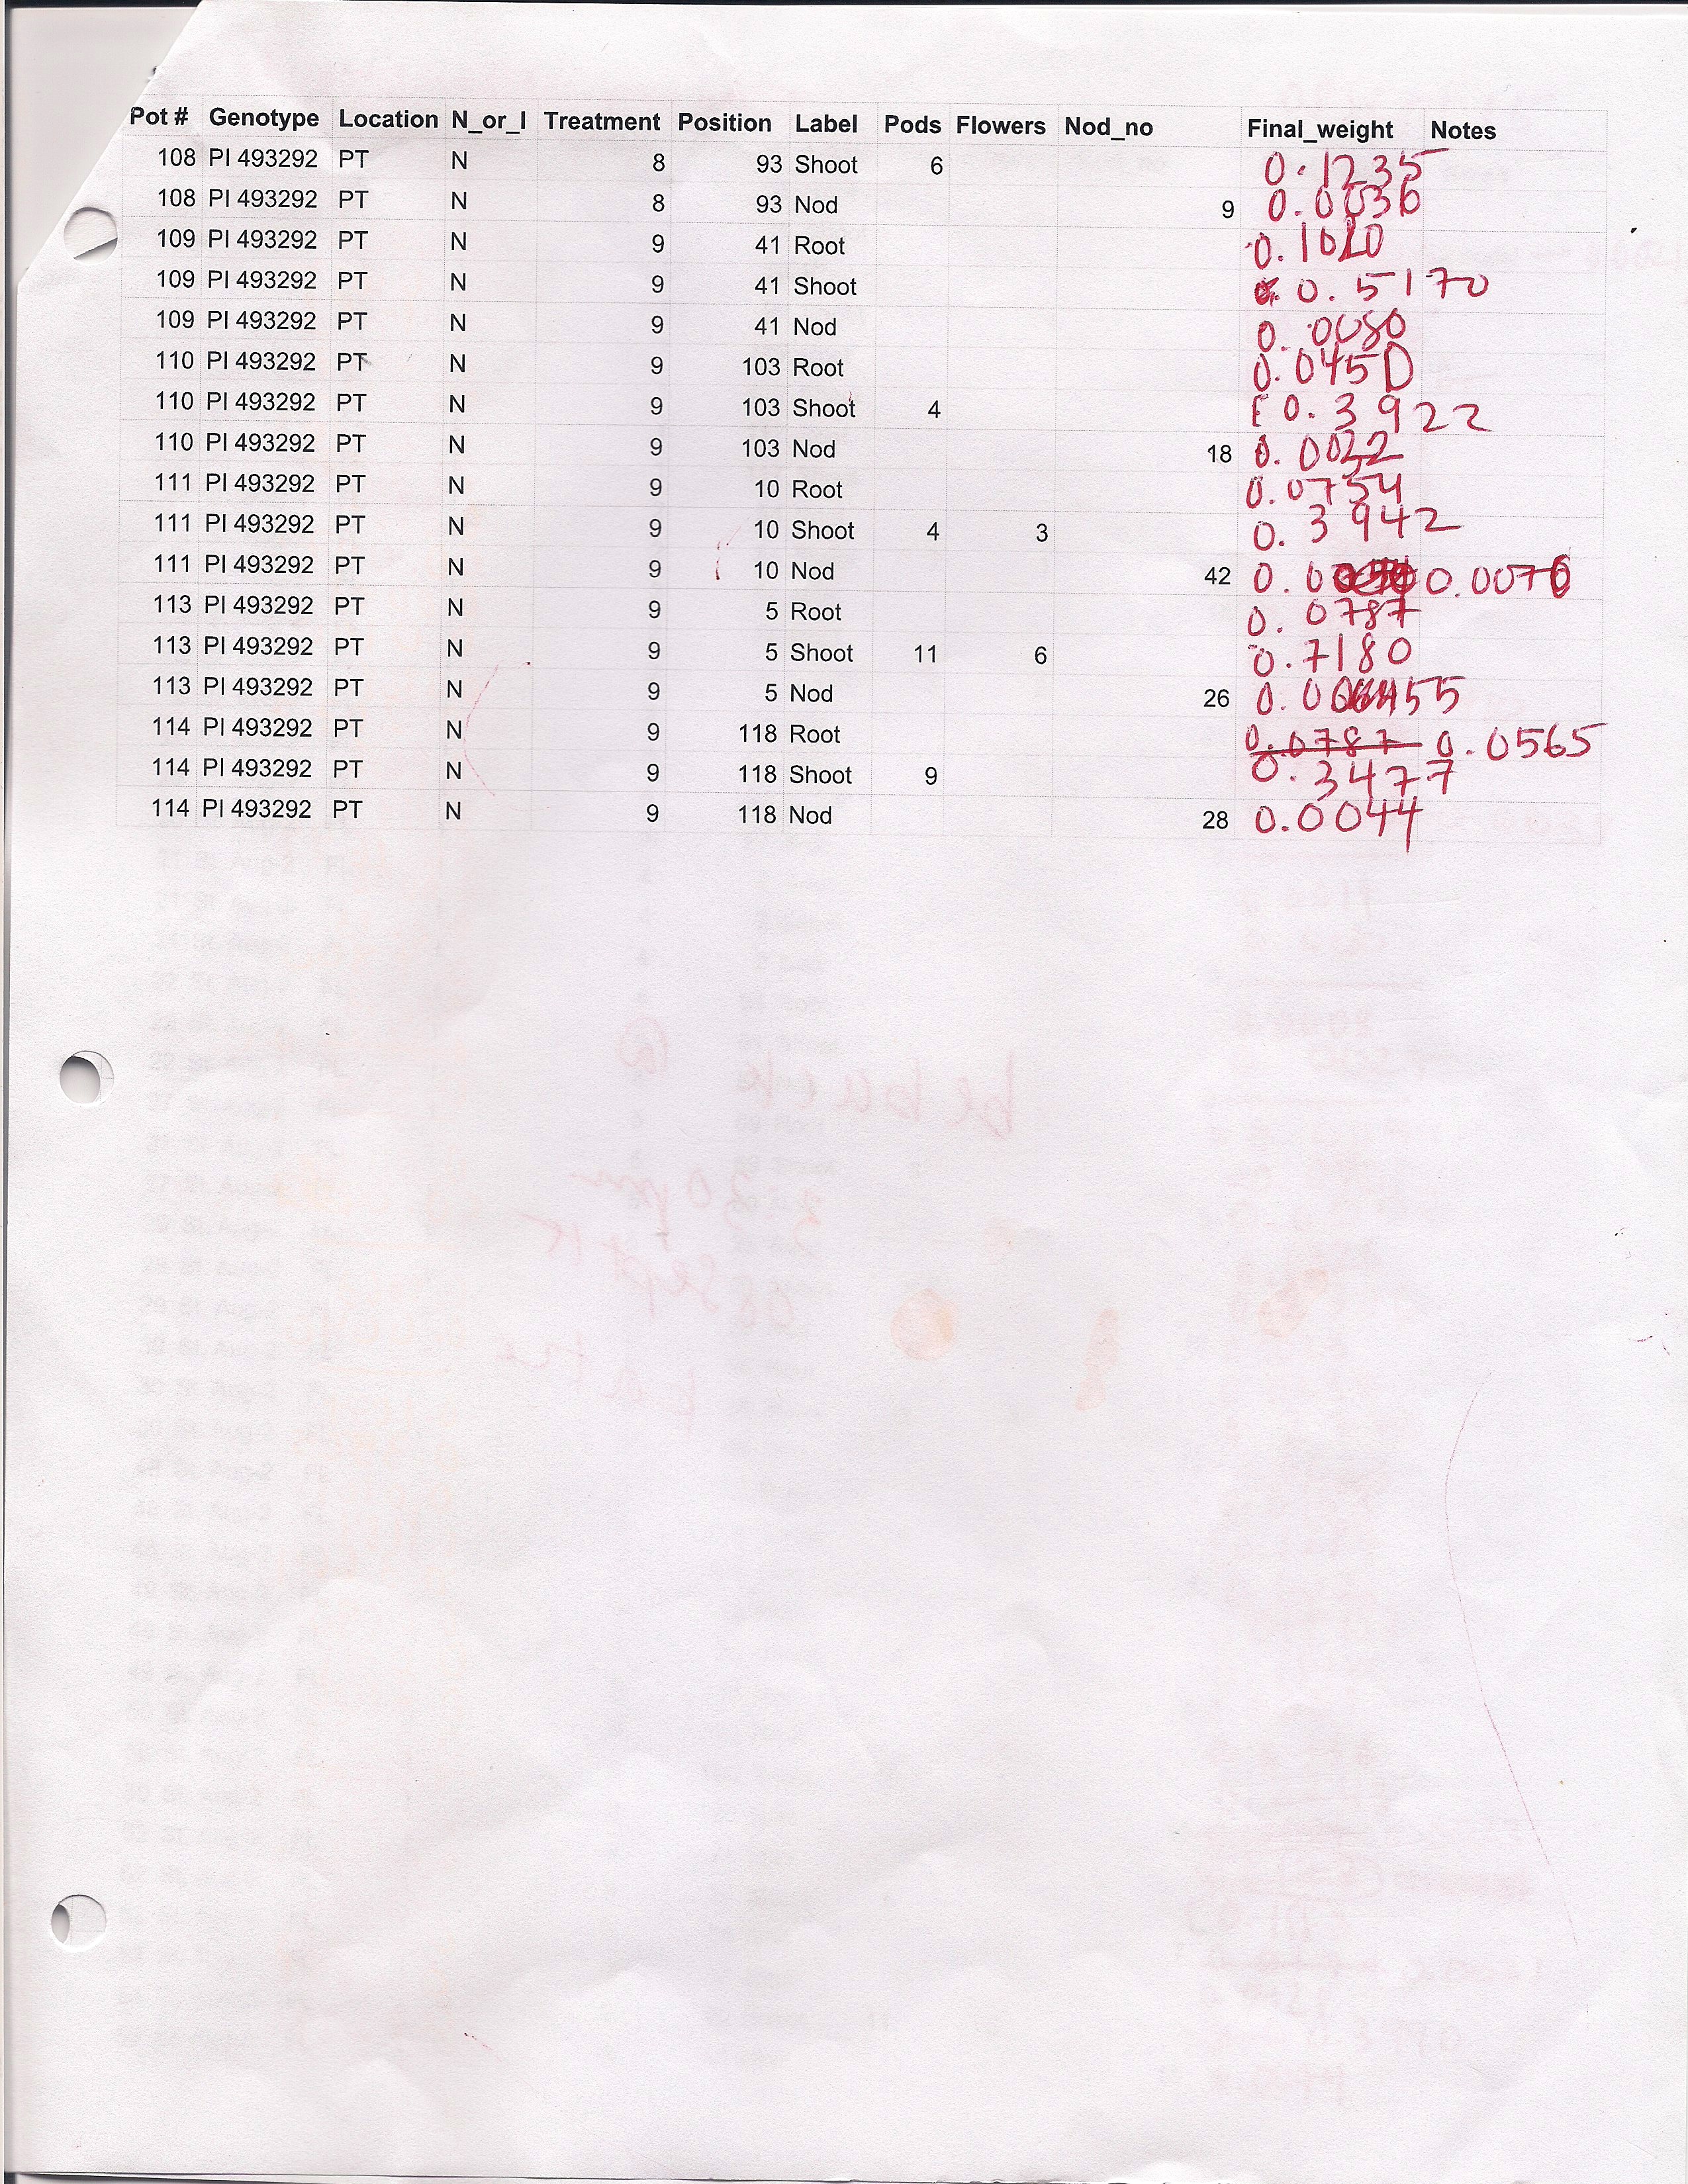 Pot # Genotype Location N_or_I Treatment Position Label Pods Flowers Nod_no Final_weight Notes
108 PI 493292 PT N 8 93 Shoot 6 0.1235
108 PI 493292 PT N 8 93 Nod 9 0.0036
109 PI 493292 PT N 9 41 Root 0.1010
109 PI 493292 PT N 9 41 Shoot 0.5170
109 PI 493292 PT N 9 41 Nod 0.0080
110 PI 493292 PT N 9 103 Root 0.0450
110 PI 493292 PT N 9 103 Shoot 4 0.3922
110 PI 493292 PT N 9 103 Nod 18 0.0022
111 PI 493292 PT N 9 10 Root 0.0754
111 PI 493292 PT N 9 10 Shoot 4 3 0.3942
111 PI 493292 PT N 9 10 Nod 42 0.0070
113 PI 493292 PT N 9 5 Root 0.0787
113 PI 493292 PT N 9 5 Shoot 11 6 0.7180
113 PI 493292 PT N 9 5 Nod 26
114 PI 493292 PT N 9 118 Root 0.0787 0.0565
114 PI 493292 PT N 9 118 Shoot 9 0.3477
114 PI 493292 PT N 9 118 Nod 28 0.0044